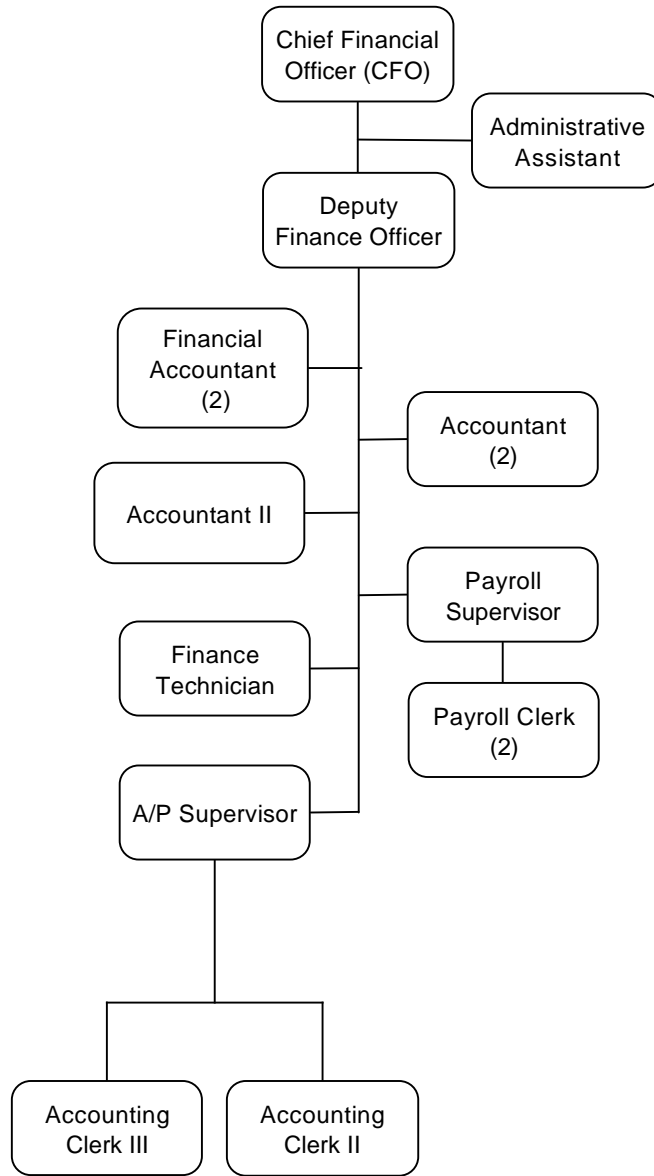 Chief Financial
Officer (CFO)
Administrative
Assistant
Deputy
Finance Officer
Financial
Accountant
(2)
Accountant
(2)
Accountant II
Payroll
Supervisor
Finance
Technician
Payroll Clerk
(2)
A/P Supervisor
Accounting
Clerk III
Accounting
Clerk II